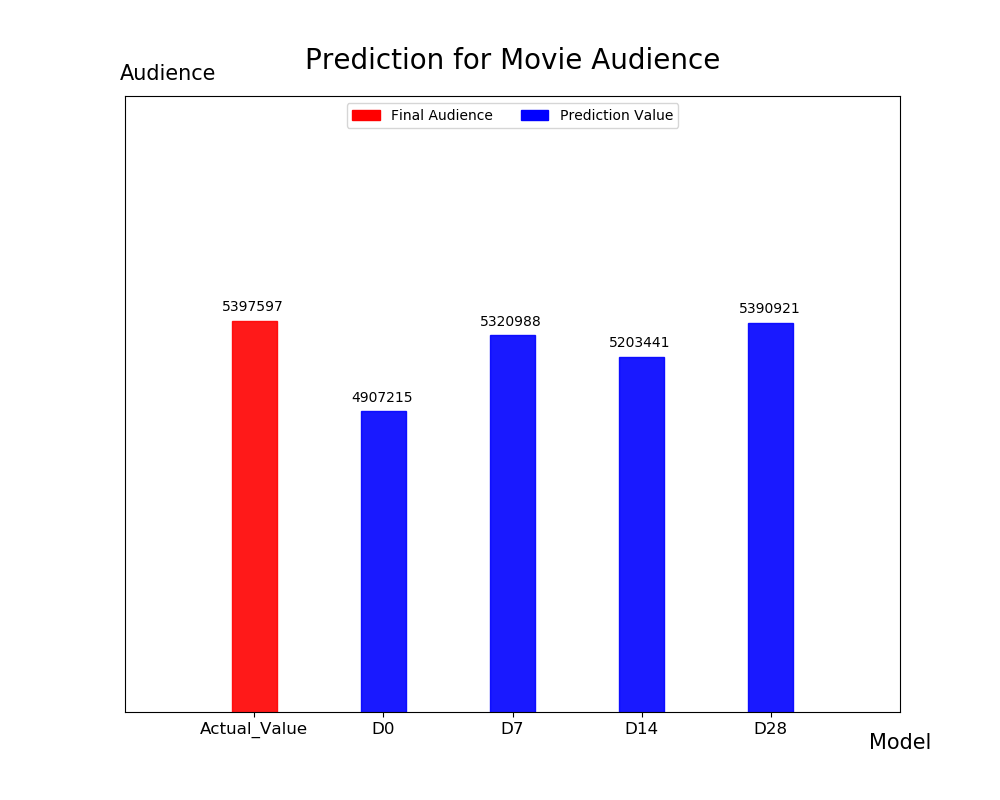 Prediction for Movie Audience
Audience
Final Audience
Prediction Value
5397597
4907215
5320988
5203441
5390921
Actual_Value
D0
D7
D14
D28
Model